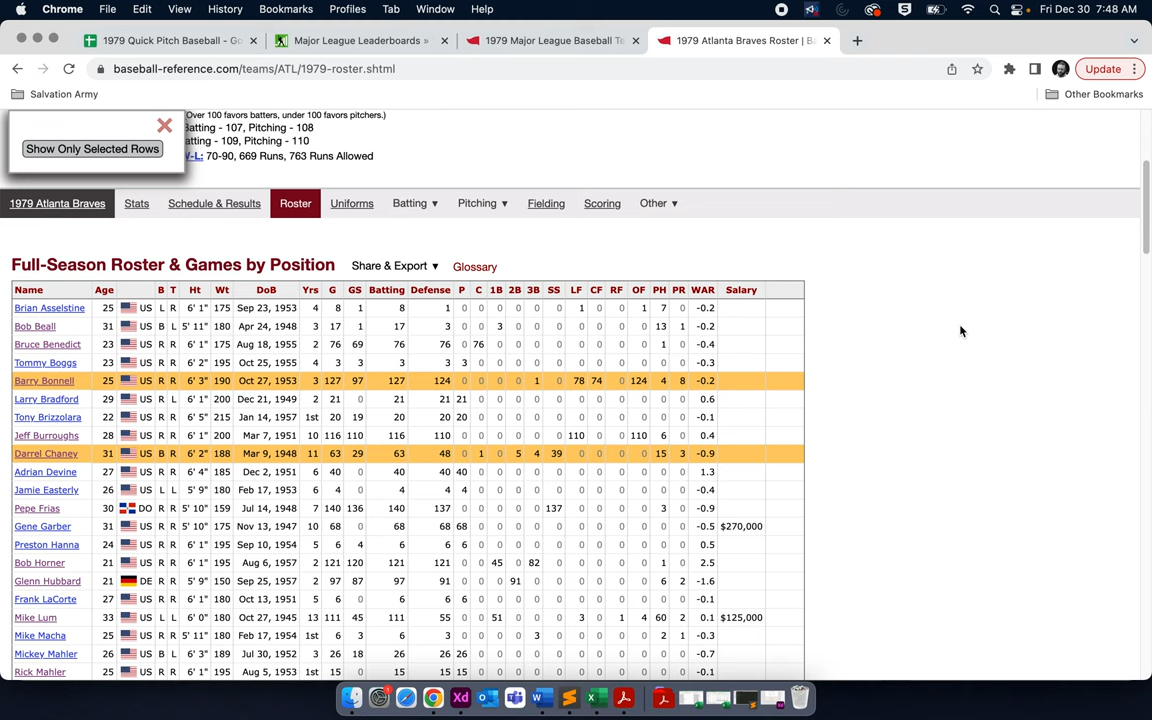 Chrome File Edit View History Bookmarks Profiles Tab Window Help Fri Dec 30 7:48 AM
1979 Quick Pitch Baseball - Go × Major League Leaderboards » × 1979 Major League Baseball Te × 1979 Atlanta Braves Roster | B × +
baseball-reference.com/teams/ATL/1979-roster.shtml Update
Salvation Army Other Bookmarks
(Over 100 favors batters, under 100 favors pitchers.)
Batting - 107, Pitching - 108
Show Only Selected Rows
atting - 109, Pitching - 110
W-L: 70-90, 669 Runs, 763 Runs Allowed
1979 Atlanta Braves Stats Schedule & Results Roster Uniforms Batting ▼ Pitching ▼ Fielding Scoring Other ▼
Full-Season Roster & Games by Position Share & Export ▼ Glossary
Name Age B T Ht Wt DoB Yrs G GS Batting Defense P C 1B 2B 3B SS LF CF RF OF PH PR WAR Salary
Brian Asselstine 25 US L R 6' 1" 175 Sep 23, 1953 4 8 1 8 1 0 0 0 0 0 0 1 0 0 1 7 0 -0.2
Bob Beall 31 US B L 5' 11" 180 Apr 24, 1948 3 17 1 17 3 0 0 3 0 0 0 0 0 0 0 13 1 -0.2
Bruce Benedict 23 US R R 6' 1" 175 Aug 18, 1955 2 76 69 76 76 0 76 0 0 0 0 0 0 0 0 1 0 -0.4
Tommy Boggs 23 US R R 6' 2" 195 Oct 25, 1955 4 3 3 3 3 3 0 0 0 0 0 0 0 0 0 0 0 -0.3
Barry Bonnell 25 US R R 6' 3" 190 Oct 27, 1953 3 127 97 127 124 0 0 0 0 1 0 78 74 0 124 4 8 -0.2
Larry Bradford 29 US R L 6' 1" 200 Dec 21, 1949 2 21 0 21 21 21 0 0 0 0 0 0 0 0 0 0 0 0.6
Tony Brizzolara 22 US R R 6' 5" 215 Jan 14, 1957 1st 20 19 20 20 20 0 0 0 0 0 0 0 0 0 0 0 -0.1
Jeff Burroughs 28 US R R 6' 1" 200 Mar 7, 1951 10 116 110 116 110 0 0 0 0 0 0 110 0 0 110 6 0 0.4
Darrel Chaney 31 US B R 6' 2" 188 Mar 9, 1948 11 63 29 63 48 0 1 0 5 4 39 0 0 0 0 15 3 -0.9
Adrian Devine 27 US R R 6' 4" 185 Dec 2, 1951 6 40 0 40 40 40 0 0 0 0 0 0 0 0 0 0 0 1.3
Jamie Easterly 26 US L L 5' 9" 180 Feb 17, 1953 6 4 0 4 4 4 0 0 0 0 0 0 0 0 0 0 0 -0.4
Pepe Frias 30 DO R R 5' 10" 159 Jul 14, 1948 7 140 136 140 137 0 0 0 0 0 137 0 0 0 0 3 0 -0.9
Gene Garber 31 US R R 5' 10" 175 Nov 13, 1947 10 68 0 68 68 68 0 0 0 0 0 0 0 0 0 0 0 -0.5 $270,000
Preston Hanna 24 US R R 6' 1" 195 Sep 10, 1954 5 6 4 6 6 6 0 0 0 0 0 0 0 0 0 0 0 0.5
Bob Horner 21 US R R 6' 1" 195 Aug 6, 1957 2 121 120 121 121 0 0 45 0 82 0 0 0 0 0 1 0 2.5
Glenn Hubbard 21 DE R R 5' 9" 150 Sep 25, 1957 2 97 87 97 91 0 0 0 91 0 0 0 0 0 0 6 2 -1.6
Frank LaCorte 27 US R R 6' 1" 180 Oct 13, 1951 5 6 0 6 6 6 0 0 0 0 0 0 0 0 0 0 0 -0.1
Mike Lum 33 US L L 6' 0" 180 Oct 27, 1945 13 111 45 111 55 0 0 51 0 0 0 3 0 1 4 60 2 0.1 $125,000
Mike Macha 25 US R R 5' 11" 180 Feb 17, 1954 1st 6 3 6 3 0 0 0 0 3 0 0 0 0 0 2 1 -0.3
Mickey Mahler 26 US B L 6' 3" 189 Jul 30, 1952 3 26 18 26 26 26 0 0 0 0 0 0 0 0 0 0 0 -0.7
Rick Mahler 25 US R R 6' 1" 195 Aug 5, 1953 1st 15 0 15 15 15 0 0 0 0 0 0 0 0 0 0 0 -0.1